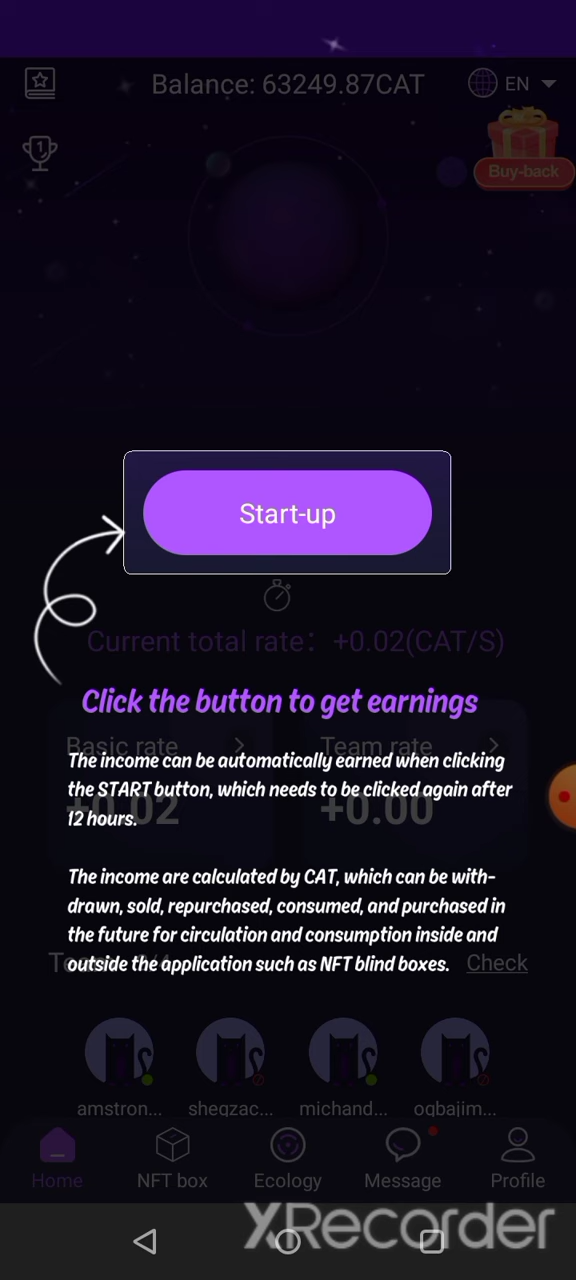 Balance: 63249.87CAT
EN
1
Buy-back
Start-up
Current total rate: +0.02(CAT/S)
Click the button to get earnings
Basic rate
Team rate
The income can be automatically earned when clicking
the START button, which needs to be clicked again after
12 hours.
+0.02
+0.00
The income are calculated by CAT, which can be with-
drawn, sold, repurchased, consumed, and purchased in
the future for circulation and consumption inside and
outside the application such as NFT blind boxes.
Check
amstron...
sheqzac...
michand...
ogbajim...
Home
NFT box
Ecology
Message
Profile
XRecorder